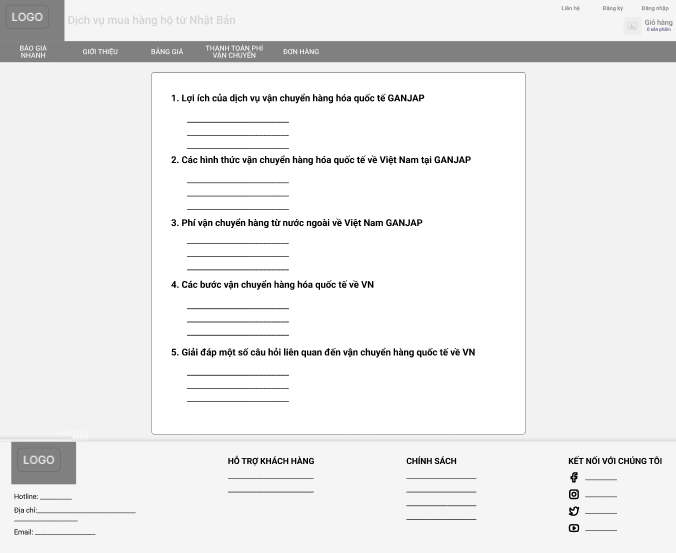 LOGO
Dịch vụ mua hàng hộ từ Nhật Bản
Liên hệ
Đăng ký
Đăng nhập
Giỏ hàng
0 sản phẩm
BÁO GIÁ
NHANH
GIỚI THIỆU
BẢNG GIÁ
THANH TOÁN PHÍ
VẬN CHUYỂN
ĐƠN HÀNG
1. Lợi ích của dịch vụ vận chuyển hàng hóa quốc tế GANJAP
2. Các hình thức vận chuyển hàng hóa quốc tế về Việt Nam tại GANJAP
3. Phí vận chuyển hàng từ nước ngoài về Việt Nam GANJAP
4. Các bước vận chuyển hàng hóa quốc tế về VN
5. Giải đáp một số câu hỏi liên quan đến vận chuyển hàng quốc tế về VN
LOGO
Hotline:
Địa chỉ:
Email:
HỖ TRỢ KHÁCH HÀNG
CHÍNH SÁCH
KẾT NỐI VỚI CHÚNG TÔI